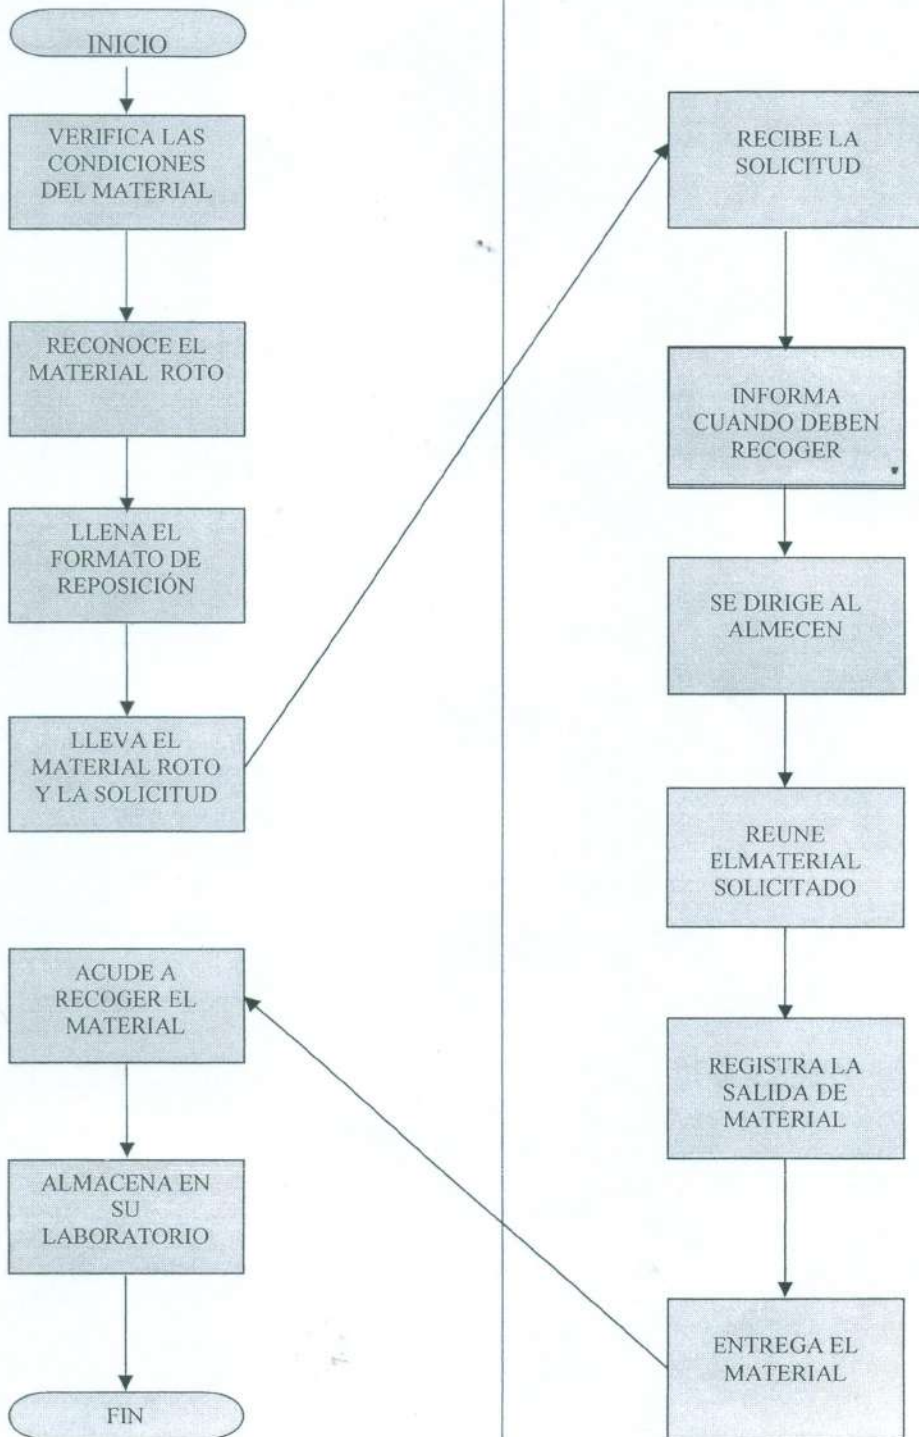 INICIO
VERIFICA LAS
CONDICIONES
DEL MATERIAL
RECONOCE EL
MATERIAL ROTO
LLENA EL
FORMATO DE
REPOSICIÓN
LLEVA EL
MATERIAL ROTO
Y LA SOLICITUD
RECIBE LA
SOLICITUD
INFORMA
CUANDO DEBEN
RECOGER
SE DIRIGE AL
ALMECEN
REUNE
ELMATERIAL
SOLICITADO
REGISTRA LA
SALIDA DE
MATERIAL
ENTREGA EL
MATERIAL
ACUDE A
RECOGER EL
MATERIAL
ALMACENA EN
SU
LABORATORIO
FIN